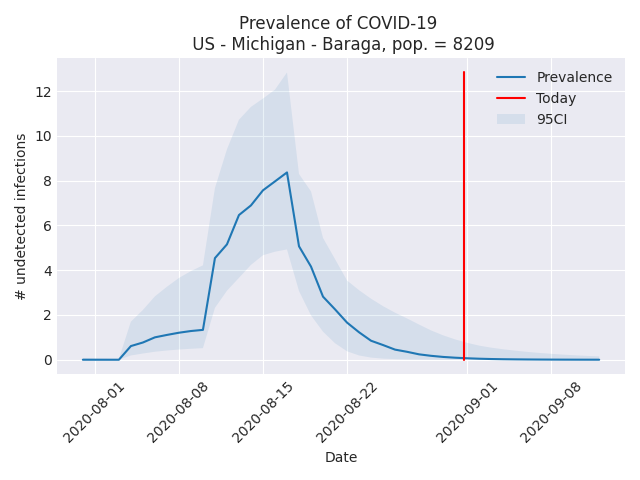 Prevalence of COVID-19
US - Michigan - Baraga, pop. = 8209
Prevalence
Today
95CI
# undetected infections
12
10
8
6
4
2
0
2020-08-01
2020-08-08
2020-08-15
2020-08-22
2020-09-01
2020-09-08
Date